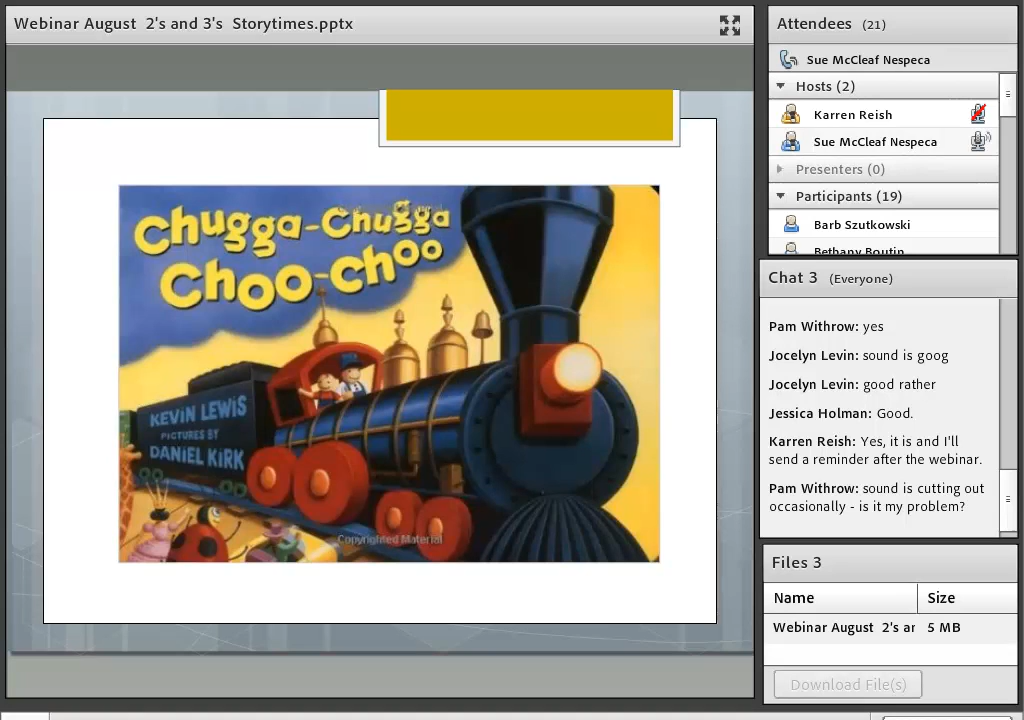 Webinar August  2's and 3's  Storytimes.pptx
Chugga-Chugga
Choo-choo
KEVIN LEWIS
PICTURES BY
DANIEL KIRK
Copyrighted Material
Attendees (21)
Sue McCleaf Nespeca
Hosts (2)
Karren Reish
Sue McCleaf Nespeca
Presenters (0)
Participants (19)
Barb Szutkowski
Bethany Boutin
Chat 3 (Everyone)
Pam Withrow: yes
Jocelyn Levin: sound is goog
Jocelyn Levin: good rather
Jessica Holman: Good.
Karren Reish: Yes, it is and I'll
send a reminder after the webinar.
Pam Withrow: sound is cutting out
occasionally - is it my problem?
Files 3
Name Size
Webinar August  2's ar 5 MB
Download File(s)